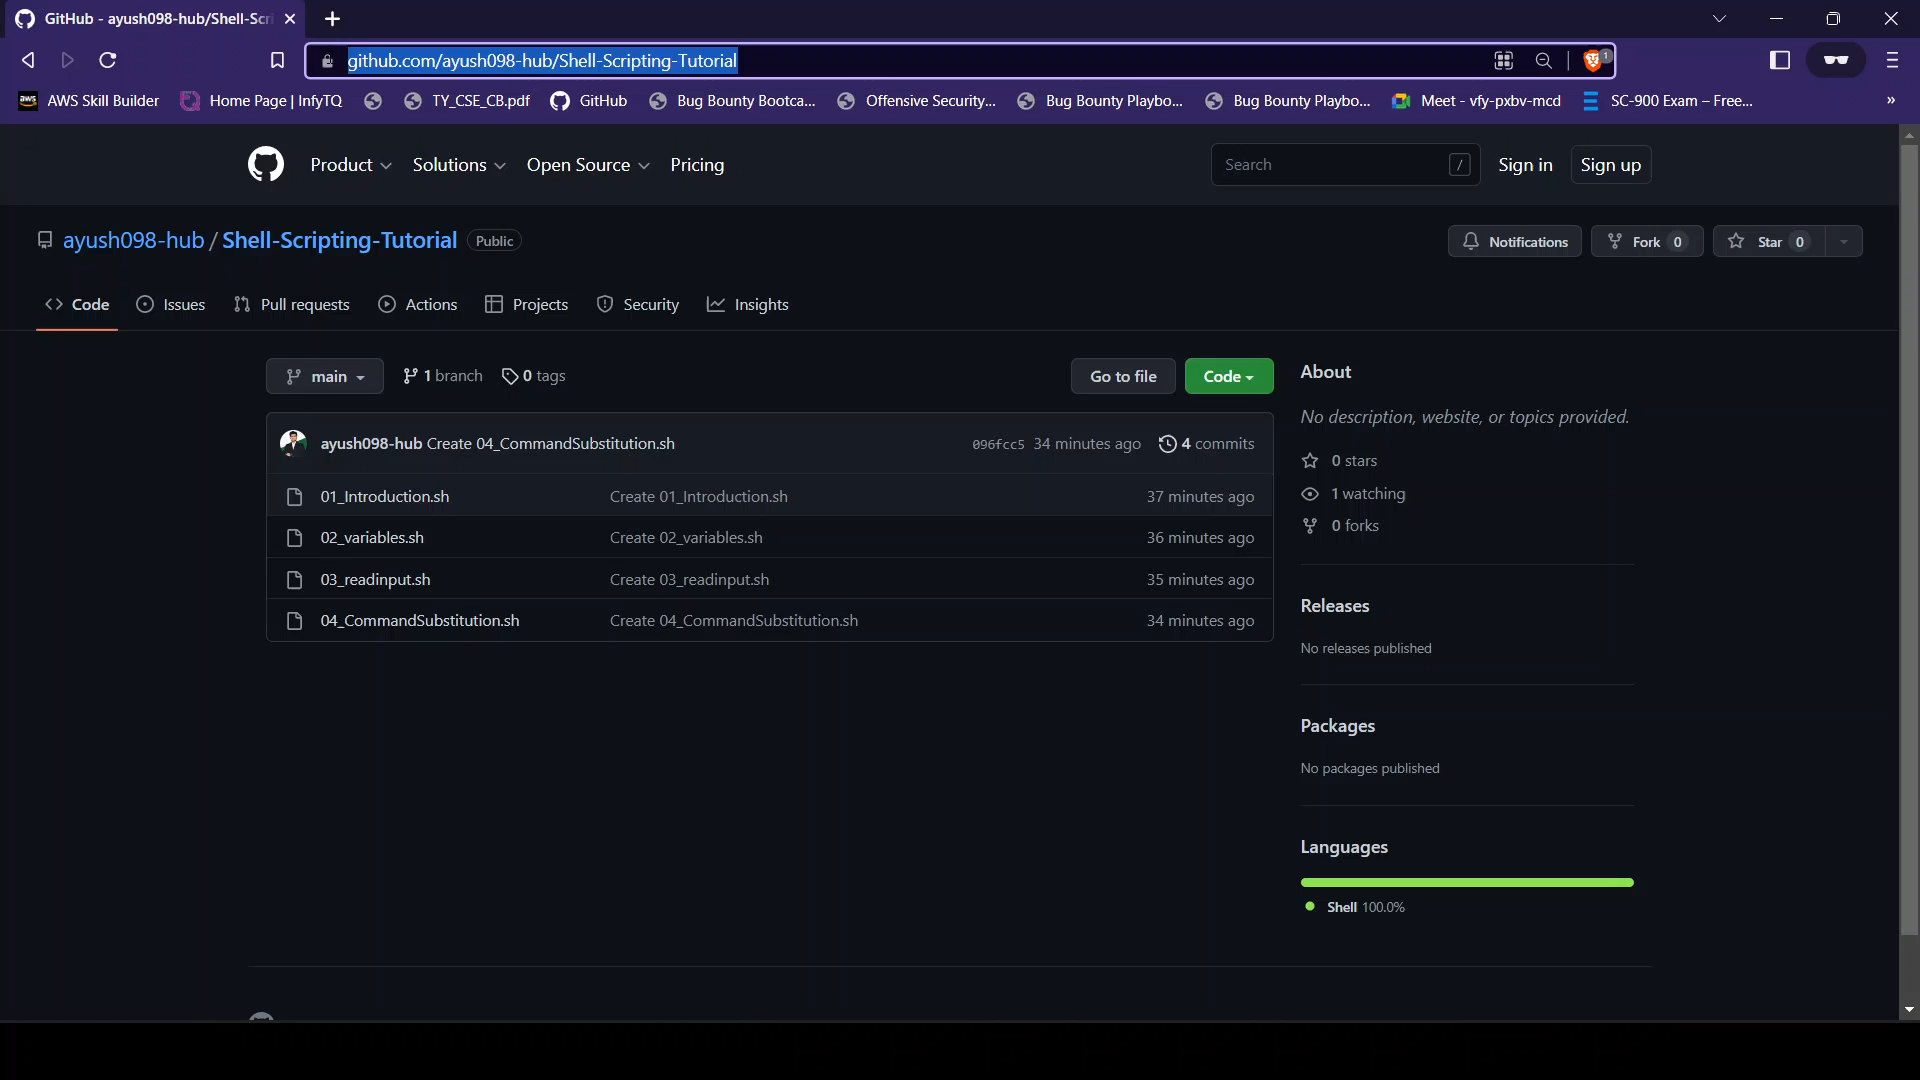 GitHub - ayush098-hub/Shell-Scri
github.com/ayush098-hub/Shell-Scripting-Tutorial
1
aws AWS Skill Builder Home Page | InfyTQ TY_CSE_CB.pdf GitHub Bug Bounty Bootca... Offensive Security... Bug Bounty Playbo... Bug Bounty Playbo... Meet - vfy-pxbv-mcd SC-900 Exam – Free... »
Product Solutions Open Source Pricing Search / Sign in Sign up
ayush098-hub / Shell-Scripting-Tutorial Public Notifications Fork 0 Star 0
Code Issues Pull requests Actions Projects Security Insights
main 1 branch 0 tags Go to file Code
ayush098-hub Create 04_CommandSubstitution.sh 096fcc5 34 minutes ago 4 commits
01_Introduction.sh Create 01_Introduction.sh 37 minutes ago
02_variables.sh Create 02_variables.sh 36 minutes ago
03_readinput.sh Create 03_readinput.sh 35 minutes ago
04_CommandSubstitution.sh Create 04_CommandSubstitution.sh 34 minutes ago
About
No description, website, or topics provided.
0 stars
1 watching
0 forks
Releases
No releases published
Packages
No packages published
Languages
Shell 100.0%